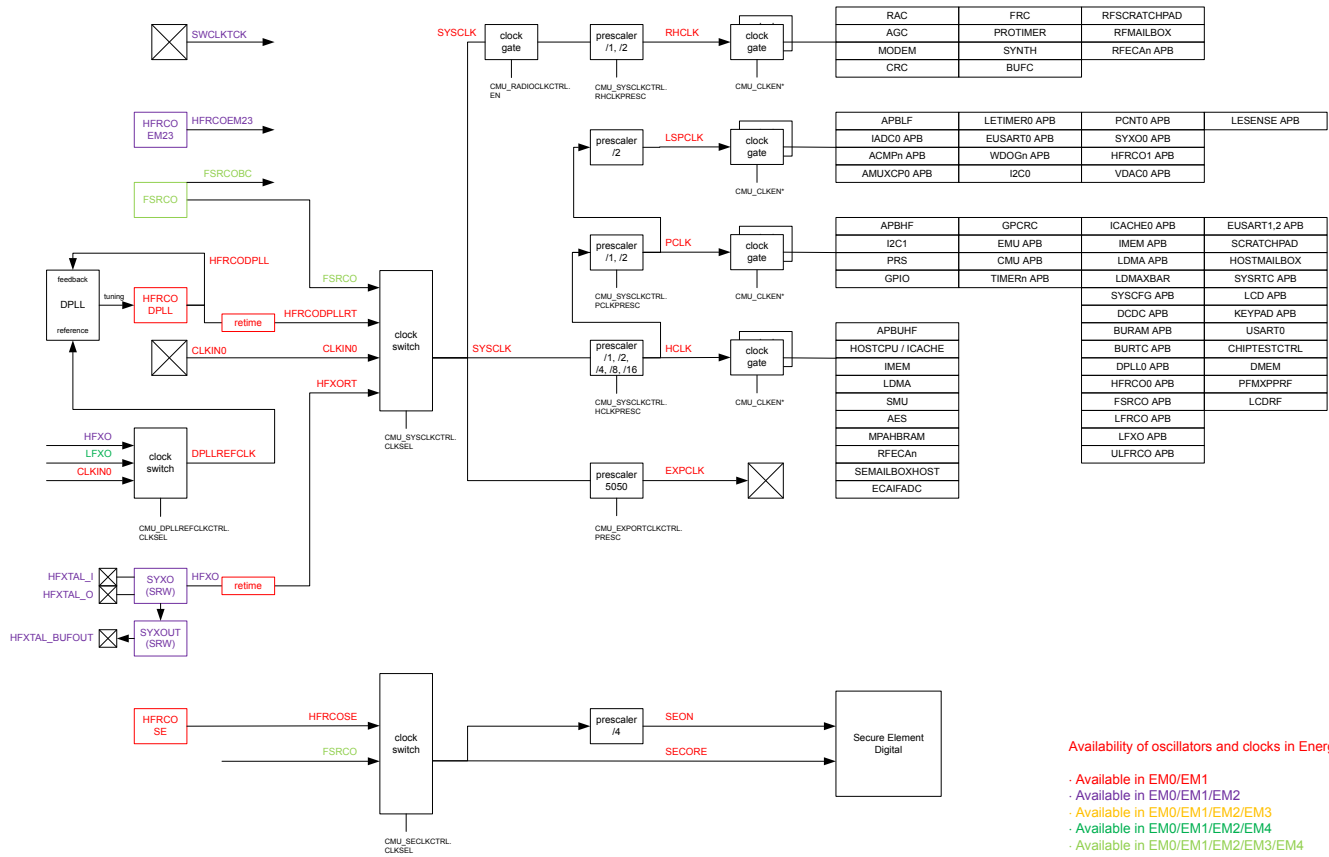 SWCLKTCK
HFRCO
EM23
HFRCOEM23
FSRCO
FSRCOBC
feedback
DPLL
reference
tuning
HFRCO
DPLL
HFRCODPLL
retime
HFRCODPLLRT
FSRCO
CLKIN0
CLKIN0
HFXORT
HFXO
LFXO
CLKIN0
clock
switch
DPLLREFCLK
CMU_DPLLREFCLKCTRL.
CLKSEL
HFXTAL_I
HFXTAL_O
SYXO
(SRW)
HFXO
retime
HFXTAL_BUFOUT
SYXOUT
(SRW)
clock
switch
CMU_SYSCLKCTRL.
CLKSEL
SYSCLK
SYSCLK
clock
gate
CMU_RADIOCLKCTRL.
EN
prescaler
/1, /2
CMU_SYSCLKCTRL.
RHCLKPRESC
RHCLK
clock
gate
CMU_CLKEN*
RAC FRC RFSCRATCHPAD
AGC PROTIMER RFMAILBOX
MODEM SYNTH RFECAn APB
CRC BUFC
prescaler
/2
LSPCLK
clock
gate
CMU_CLKEN*
APBLF LETIMER0 APB PCNT0 APB LESENSE APB
IADC0 APB EUSART0 APB SYXO0 APB
ACMPn APB WDOGn APB HFRCO1 APB
AMUXCP0 APB I2C0 VDAC0 APB
prescaler
/1, /2
CMU_SYSCLKCTRL.
PCLKPRESC
PCLK
clock
gate
CMU_CLKEN*
APBHF GPCRC ICACHE0 APB EUSART1,2 APB
I2C1 EMU APB IMEM APB SCRATCHPAD
PRS CMU APB LDMA APB HOSTMAILBOX
GPIO TIMERn APB LDMAXBAR SYSRTC APB
SYSCFG APB LCD APB
DCDC APB KEYPAD APB
BURAM APB USART0
BURTC APB CHIPTESTCTRL
DPLL0 APB DMEM
HFRCO0 APB PFMXPPRF
FSRCO APB LCDRF
LFRCO APB
LFXO APB
ULFRCO APB
prescaler
/1, /2,
/4, /8, /16
CMU_SYSCLKCTRL.
HCLKPRESC
HCLK
clock
gate
CMU_CLKEN*
APBUHF
HOSTCPU / ICACHE
IMEM
LDMA
SMU
AES
MPAHBRAM
RFECAn
SEMAILBOXHOST
ECAIFADC
prescaler
5050
CMU_EXPORTCLKCTRL.
PRESC
EXPCLK
HFRCO
SE
HFRCOSE
FSRCO
clock
switch
CMU_SECLKCTRL.
CLKSEL
prescaler
/4
SEON
SECORE
Secure Element
Digital
Availability of oscillators and clocks in Energ
· Available in EM0/EM1
· Available in EM0/EM1/EM2
· Available in EM0/EM1/EM2/EM3
· Available in EM0/EM1/EM2/EM4
· Available in EM0/EM1/EM2/EM3/EM4